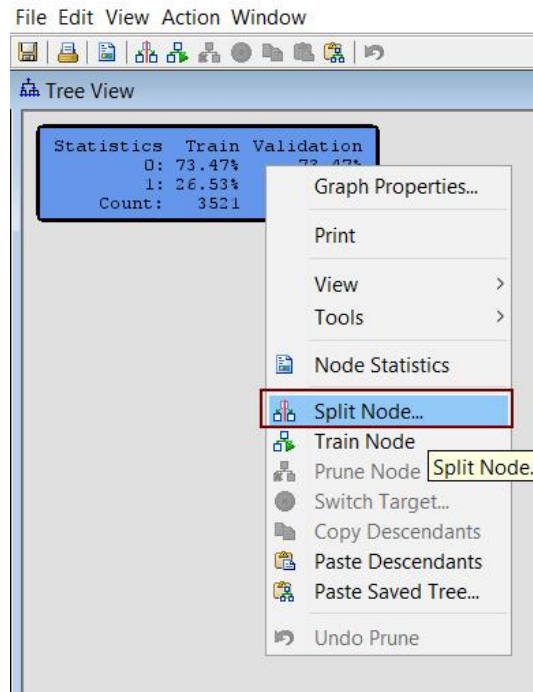 File Edit View Action Window
Tree View
Statistics Train Validation
0: 73.47% 73.47%
1: 26.53%
Count: 3521
Graph Properties...
Print
View >
Tools >
Node Statistics
Split Node...
Train Node
Prune Node
Split Node.
Switch Target...
Copy Descendants
Paste Descendants
Paste Saved Tree...
Undo Prune